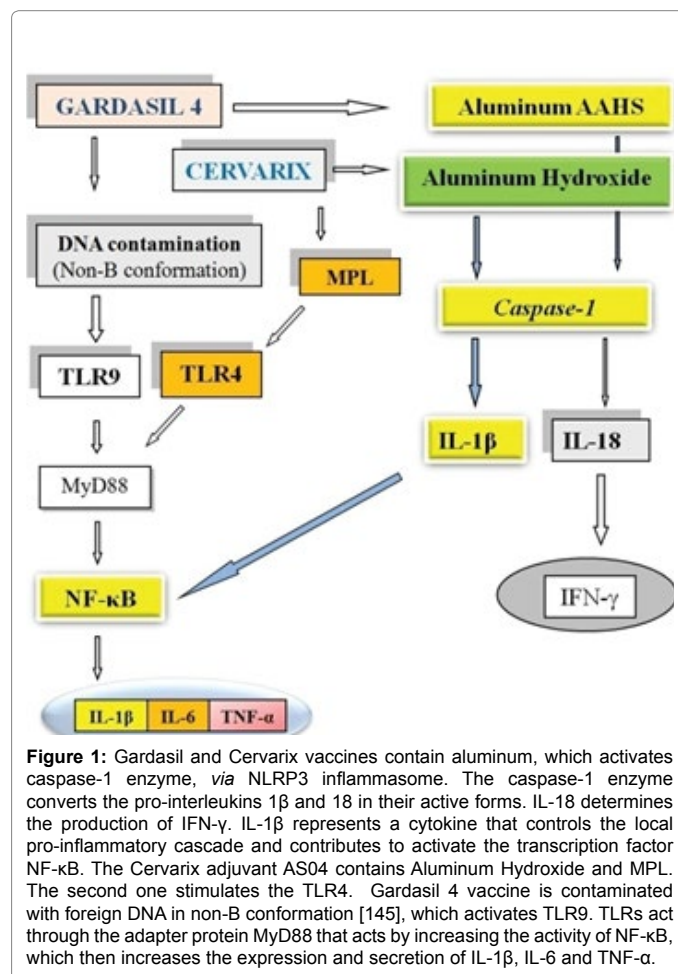 GARDASIL 4
Aluminum AAHS
CERVARIX
Aluminum Hydroxide
DNA contamination
(Non-B conformation)
MPL
Caspase-1
TLR9
TLR4
IL-1β
IL-18
MyD88
NF-κB
IFN-γ
IL-1β
IL-6
TNF-α
Figure 1: Gardasil and Cervarix vaccines contain aluminum, which activates
caspase-1 enzyme, via NLRP3 inflammasome. The caspase-1 enzyme
converts the pro-interleukins 1β and 18 in their active forms. IL-18 determines
the production of IFN-γ. IL-1β represents a cytokine that controls the local
pro-inflammatory cascade and contributes to activate the transcription factor
NF-κB. The Cervarix adjuvant AS04 contains Aluminum Hydroxide and MPL.
The second one stimulates the TLR4. Gardasil 4 vaccine is contaminated
with foreign DNA in non-B conformation [145], which activates TLR9. TLRs act
through the adapter protein MyD88 that acts by increasing the activity of NF-κB,
which then increases the expression and secretion of IL-1β, IL-6 and TNF-α.